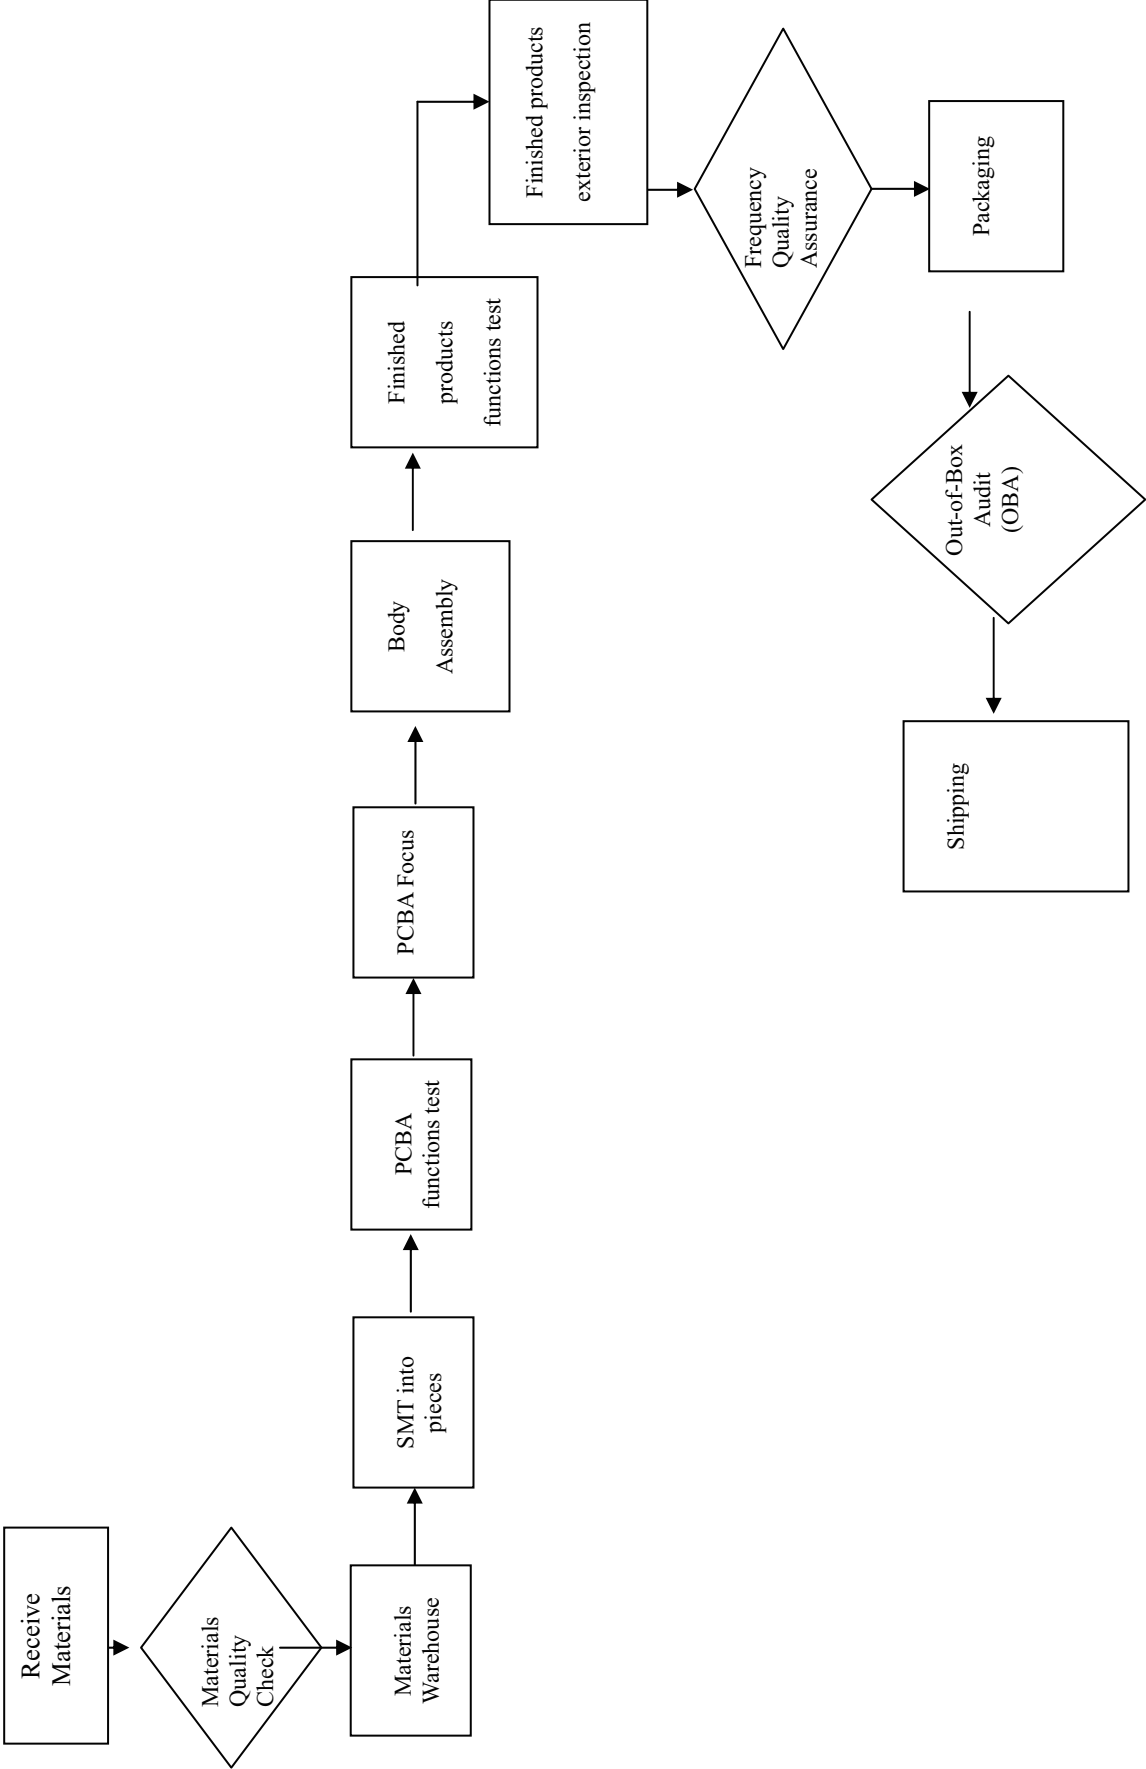 Receive
Materials
Materials
Quality
Check
Materials
Warehouse
SMT into
pieces
PCBA
functions test
PCBA Focus
Body
Assembly
Finished
products
functions test
Finished products
exterior inspection
Frequency
Quality
Assurance
Packaging
Out-of-Box
Audit
(OBA)
Shipping